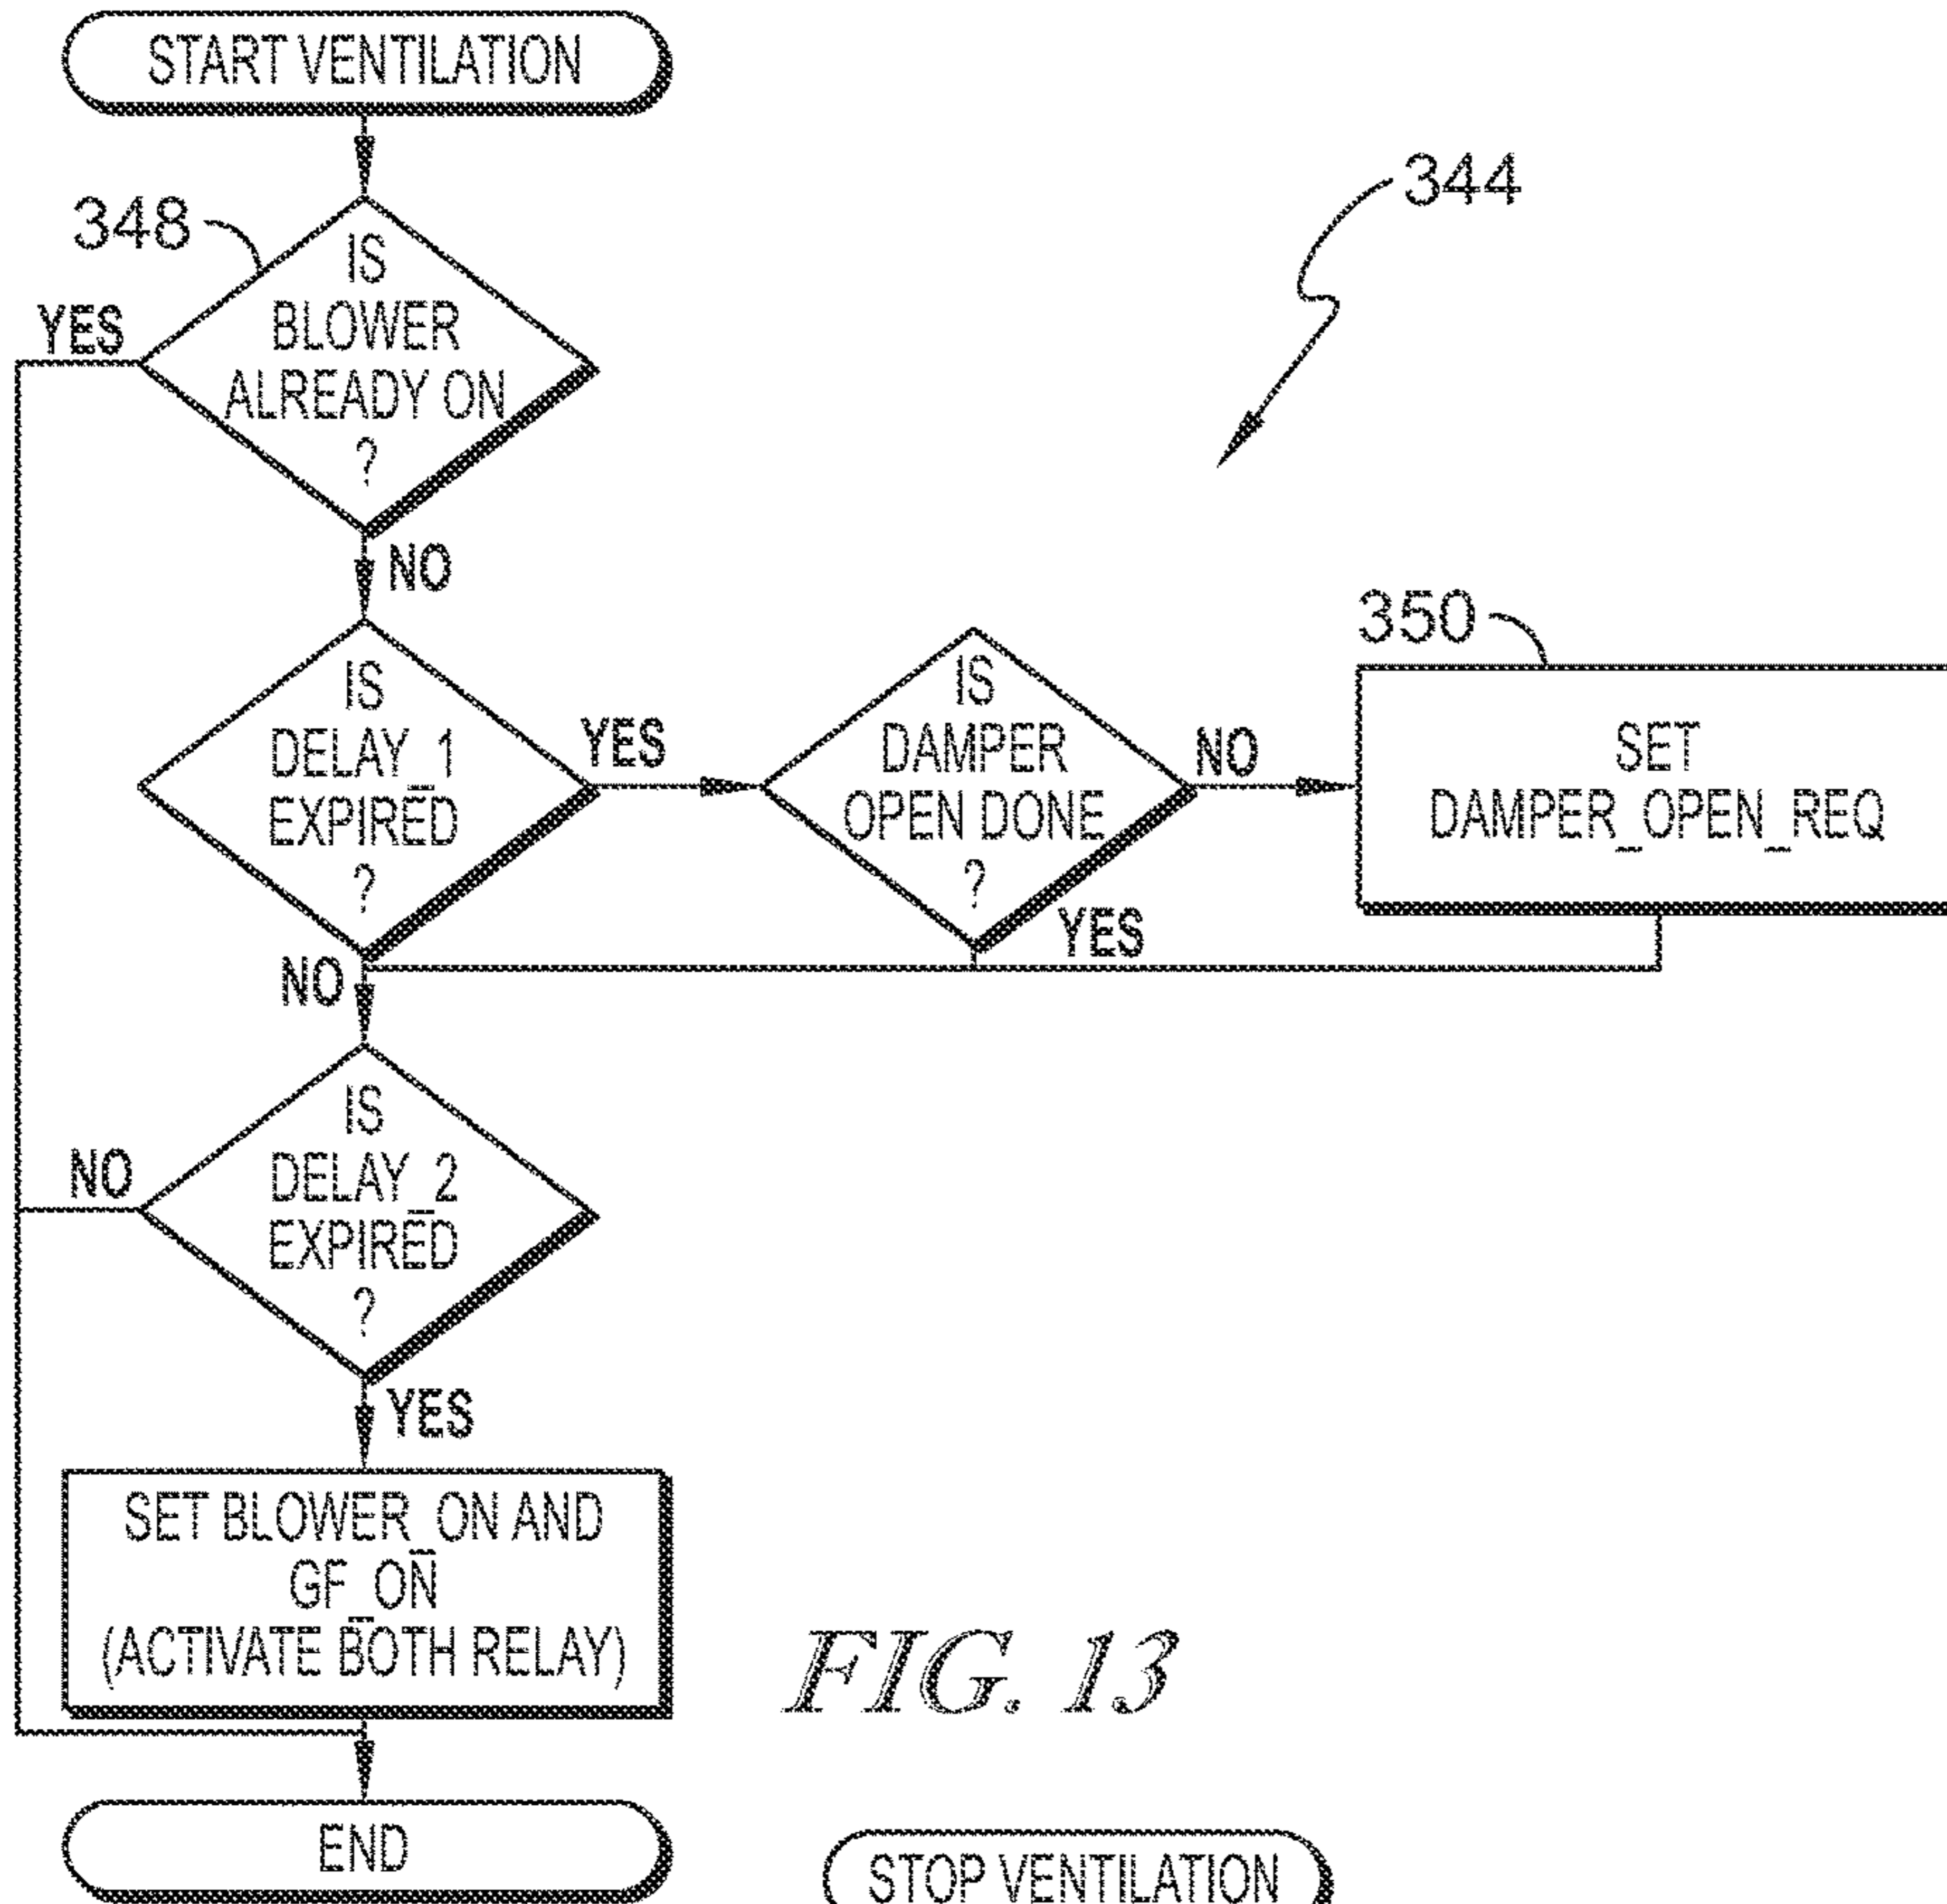 START VENTILATION
344
348
IS
BLOWER
ALREADY ON
?
YES
NO
350
IS
DELAY_1
EXPIRED
?
YES
NO
IS
DAMPER
OPEN DONE
?
NO
YES
SET
DAMPER_OPEN_REQ
IS
DELAY_2
EXPIRED
?
NO
YES
SET BLOWER_ON AND
GF_ON
(ACTIVATE BOTH RELAY)
FIG. 13
END
STOP VENTILATION